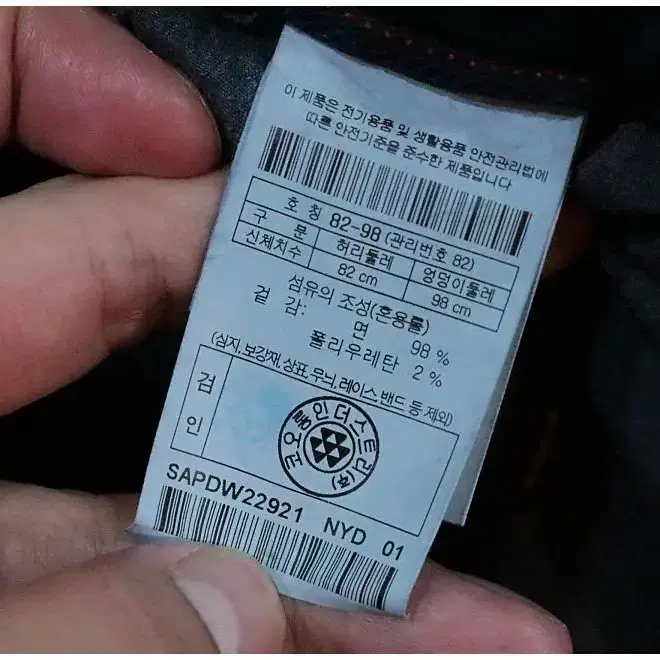 이 제품은 전기용품 및 생활용품 안전관리법에
따른 안전기준을 준수한 제품입니다
호 칭 82-98 (관리번호 82)
구 분 허리둘레 엉덩이둘레
신체치수 82 cm 98 cm
섬유의 조성(혼용률)
겉 감: 면 98 %
폴리우레탄 2 %
(심지,보강재,상표,무늬,레이스 밴드 등 제외)
검 인
코오롱인더스트리(주)
SAPDW22921 NYD 01